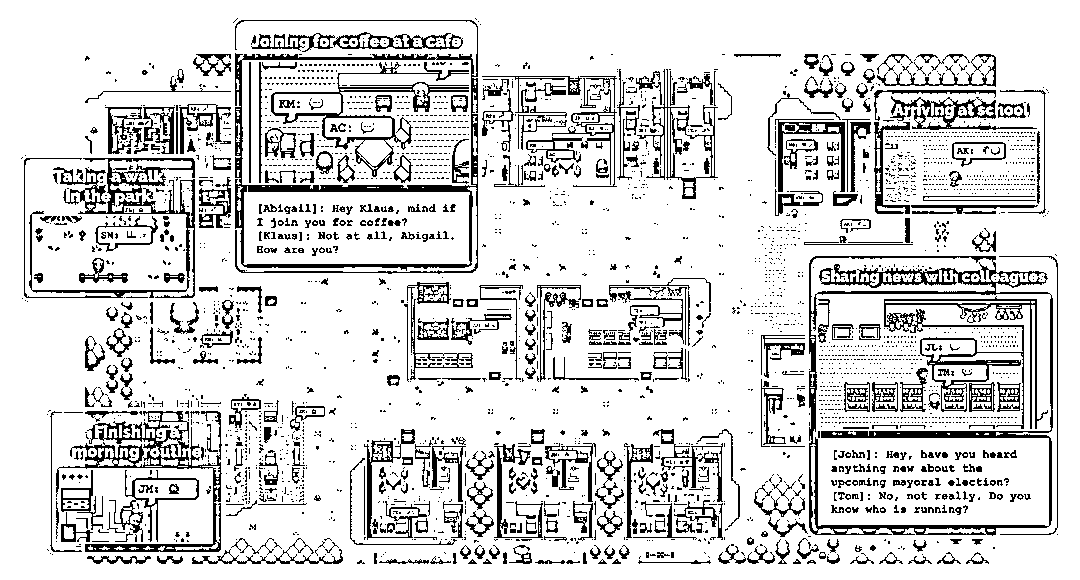 Joining for coffee at a cafe
KM:
AC:
[Abigail]: Hey Klaus, mind if
I join you for coffee?
[Klaus]: Not at all, Abigail.
How are you?
Taking a walk
in the park
SN:
Arriving at school
AK:
Sharing news with colleagues
JL:
TM:
[John]: Hey, have you heard
anything new about the
upcoming mayoral election?
[Tom]: No, not really. Do you
know who is running?
Finishing a
morning routine
JM: